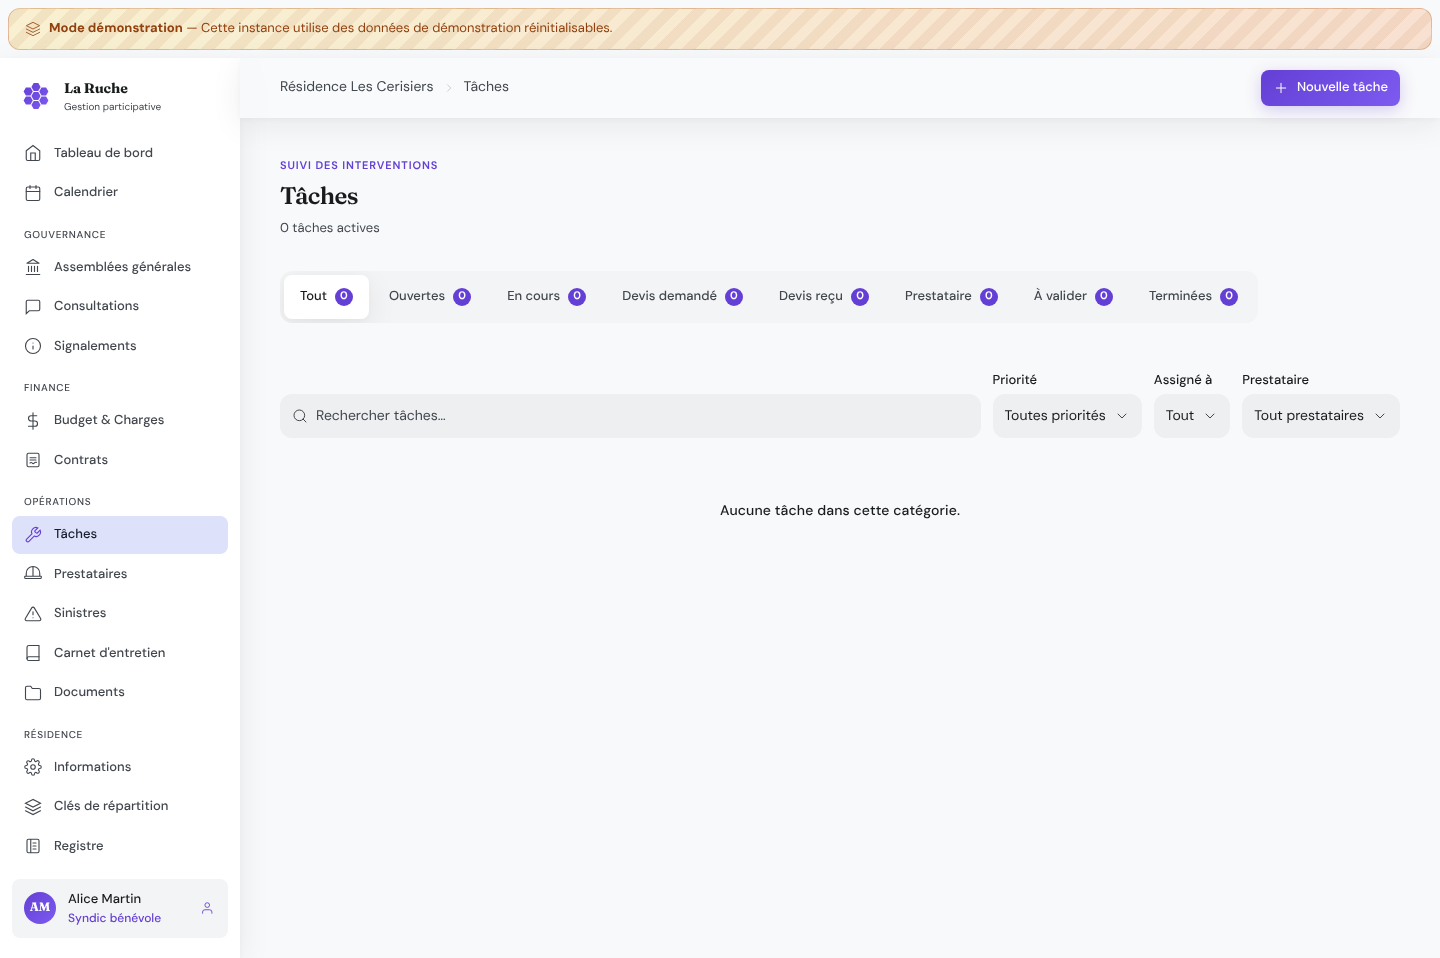 Mode démonstration — Cette instance utilise des données de démonstration réinitialisables.
La Ruche
Gestion participative
Tableau de bord
Calendrier
GOUVERNANCE
Assemblées générales
Consultations
Signalements
FINANCE
Budget & Charges
Contrats
OPÉRATIONS
Tâches
Prestataires
Sinistres
Carnet d'entretien
Documents
RÉSIDENCE
Informations
Clés de répartition
Registre
AM
Alice Martin
Syndic bénévole
Résidence Les Cerisiers > Tâches
Nouvelle tâche
SUIVI DES INTERVENTIONS
Tâches
0 tâches actives
Tout 0 Ouvertes 0 En cours 0 Devis demandé 0 Devis reçu 0 Prestataire 0 À valider 0 Terminées 0
Priorité Assigné à Prestataire
Rechercher tâches... Toutes priorités Tout Tout prestataires
Aucune tâche dans cette catégorie.